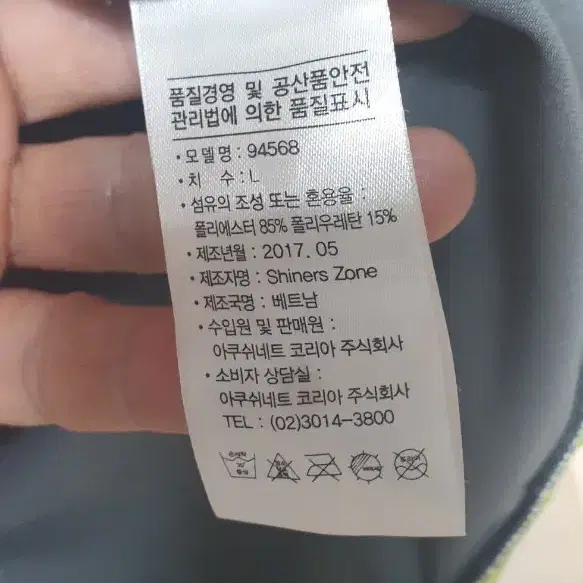 품질경영 및 공산품안전
관리법에 의한 품질표시
• 모델명 : 94568
• 치 수 : L
• 섬유의 조성 또는 혼용율 :
폴리에스터 85% 폴리우레탄 15%
• 제조년월 : 2017. 05
• 제조자명 : Shiners Zone
• 제조국명 : 베트남
• 수입원 및 판매원 :
아쿠쉬네트 코리아 주식회사
• 소비자 상담실 :
아쿠쉬네트 코리아 주식회사
TEL : (02)3014-3800